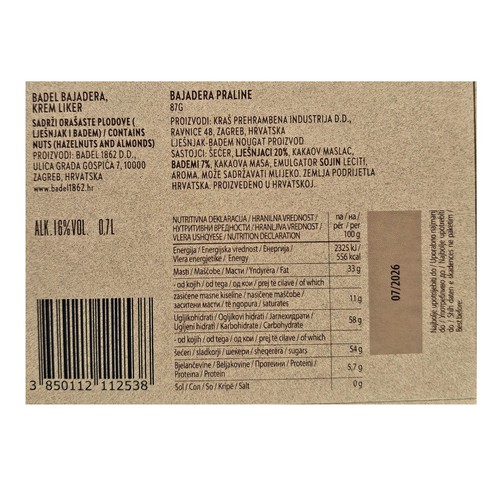 BADEL BAJADERA,
KREM LIKER
SADRŽI ORAŠASTE PLODOVE (
LJEŠNJAK I BADEM) / CONTAINS
NUTS (HAZELNUTS AND ALMONDS)
PROIZVODI: BADEL 1862 D.D.,
ULICA GRADA GOSPIĆA 7, 10000
ZAGREB, HRVATSKA
www.badel1862.hr
ALK.16%VOL. 0,7L
3 850112 112538
BAJADERA PRALINE
87G
PROIZVODI: KRAŠ PREHRAMBENA INDUSTRIJA D.D.,
RAVNICE 48, ZAGREB, HRVATSKA
LJEŠNJAK-BADEM NOUGAT PROIZVOD
SASTOJCI: ŠEĆER, LJEŠNJACI 20%, KAKAOV MASLAC,
BADEMI 7%, KAKAOVA MASA, EMULGATOR SOJIN LECITI,
AROMA, MOŽE SADRŽAVATI MLIJEKO. ZEMLJA PODRIJETLA
HRVATSKA. PROIZVEDENO U HRVATSKOJ.
NUTRITIVNA DEKLARACIJA / HRANILNA VREDNOST/
НУТРИТИВНИ ВРЕДНОСТИ / HRANLJIVA VREDNOST/
VLERA USHQYESE / NUTRITION DECLARATION
na / на /
për / per
100 g
Energija / Energijska vrednost / Енергија /
Vlera energjetike / Energy
2325 kJ /
556 kcal
Masti / Maščobe / Масти / Yndyrëra / Fat
33 g
- od kojih / od tega / од кои / prej të cilave / of which
zasićene masne kiseline / nasičene maščobe /
заситени масти / të ngopura / saturates
11 g
Ugljikohidrati / Ogljikovi hidrati / Јагленхидрати /
Ugljeni hidrati / Karbohidrate / Carbohydrate
58 g
- od kojih / od tega / од кои / prej të cilave / of which
šećeri / sladkorji / шеќери / sheqerëra / sugars
54 g
Bjelančevine / Beljakovine / Протеини / Proteini /
Proteina / Protein
5,7 g
Sol / Сол / So / Kripë / Salt
0 g
07/2026